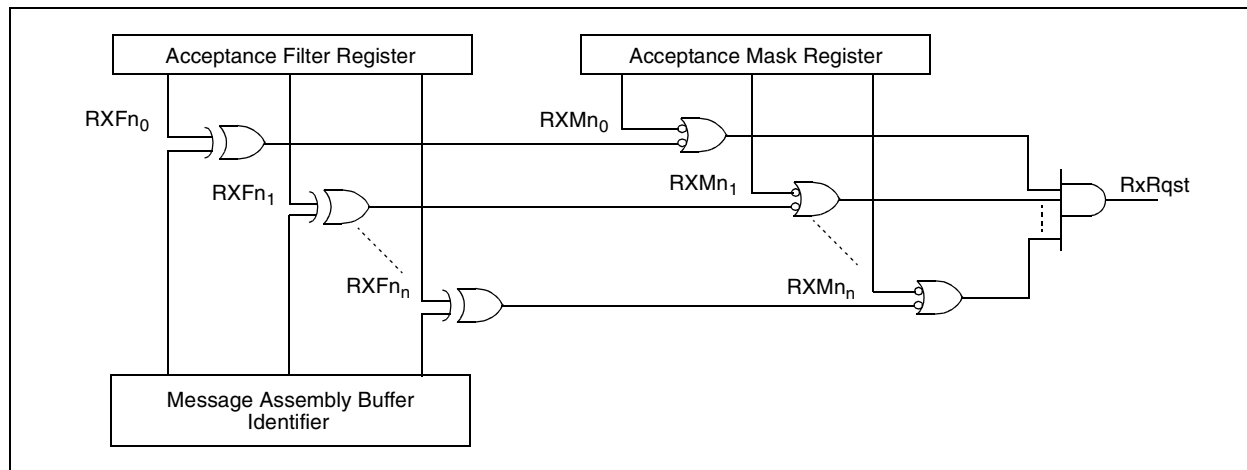 Acceptance Filter Register
Acceptance Mask Register
RXFn₀
RXMn₀
RXFn₁
RXMn₁
RxRqst
RXFnₙ
RXMnₙ
Message Assembly Buffer
Identifier